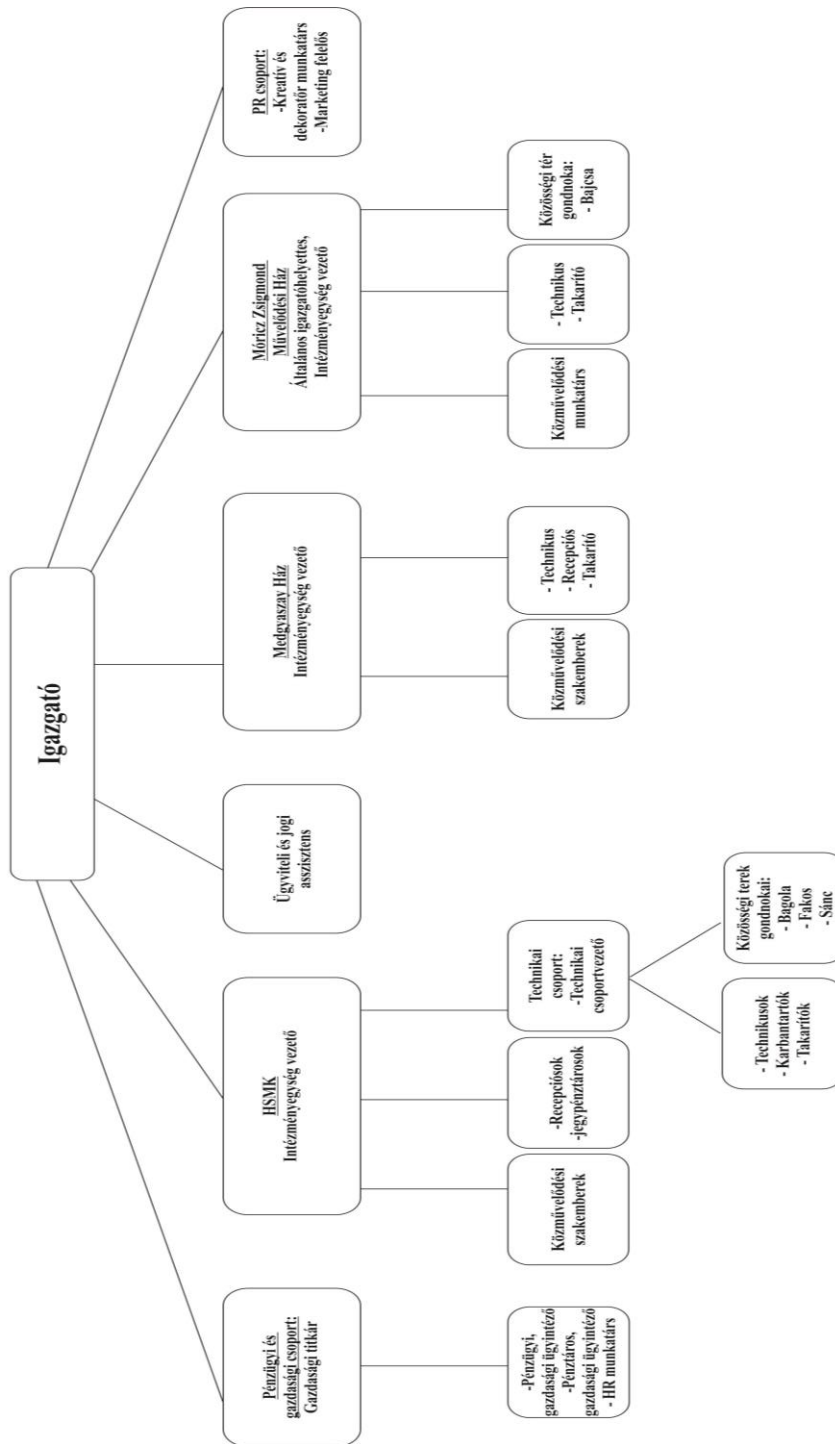 Igazgató
Pénzügyi és
gazdasági csoport:
Gazdasági titkár
HSMK
Intézményegység vezető
Ügyviteli és jogi
asszisztens
Medgyaszay Ház
Intézményegység vezető
Móricz Zsigmond
Művelődési Ház
Általános igazgatóhelyettes,
Intézményegység vezető
PR csoport:
-Kreatív és
dekoratőr munkatárs
-Marketing felelős
-Pénzügyi,
gazdasági ügyintéző
-Pénztáros,
gazdasági ügyintéző
- HR munkatárs
Közművelődési
szakemberek
-Recepciósok
-jegypénztárosok
Technikai
csoport:
-Technikai
csoportvezető
Közművelődési
szakemberek
- Technikus
- Recepciós
- Takarító
Közművelődési
munkatárs
- Technikus
- Takarító
Közösségi tér
gondnoka:
- Bajcsa
- Technikusok
- Karbantartók
- Takarítók
Közösségi terek
gondnokai:
- Bagola
- Fakos
- Sánc